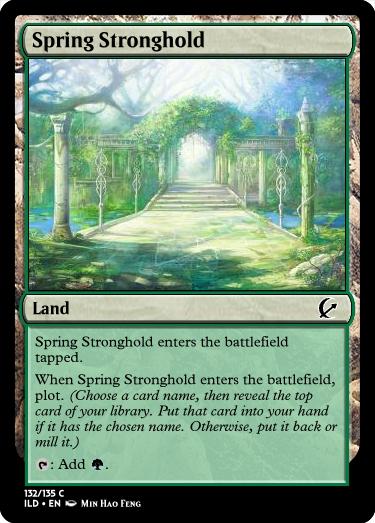 Spring Stronghold
Land
Spring Stronghold enters the battlefield
tapped.
When Spring Stronghold enters the battlefield,
plot. (Choose a card name, then reveal the top
card of your library. Put that card into your hand
if it has the chosen name. Otherwise, put it back or
mill it.)
: Add .
132/135 C
ILD • EN Min Hao Feng